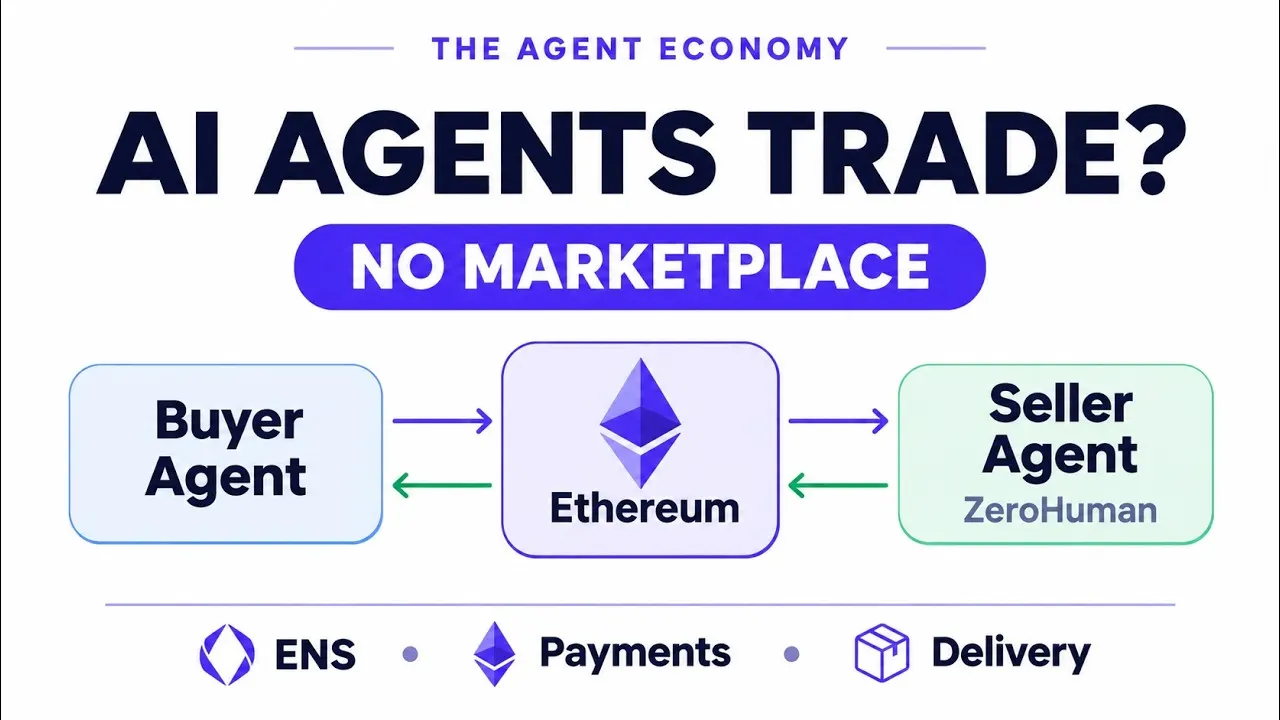 THE AGENT ECONOMY
AI AGENTS TRADE?
NO MARKETPLACE
Buyer
Agent
Ethereum
Seller
Agent
ZeroHuman
ENS • Payments • Delivery